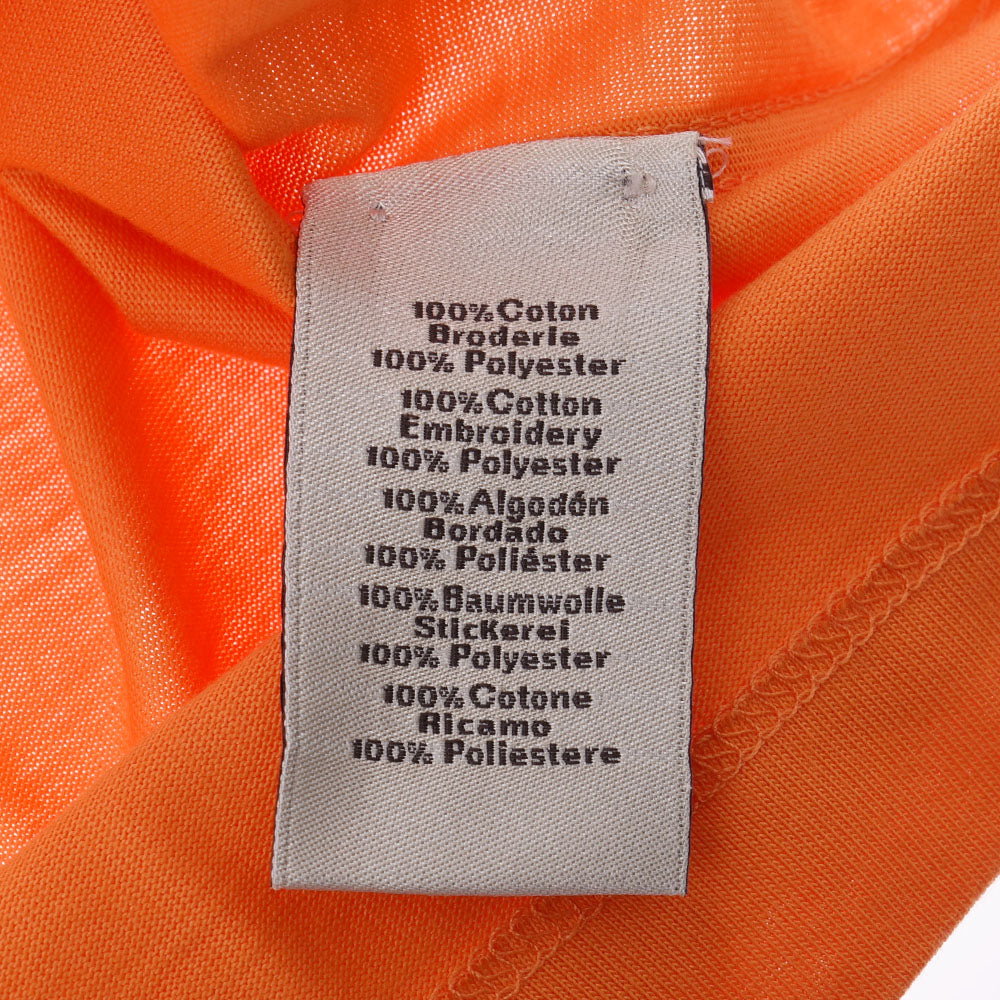 100% Coton
Broderie
100% Polyester
100% Cotton
Embroidery
100% Polyester
100% Algodón
Bordado
100% Poliéster
100% Baumwolle
Stickerei
100% Polyester
100% Cotone
Ricamo
100% Poliestere